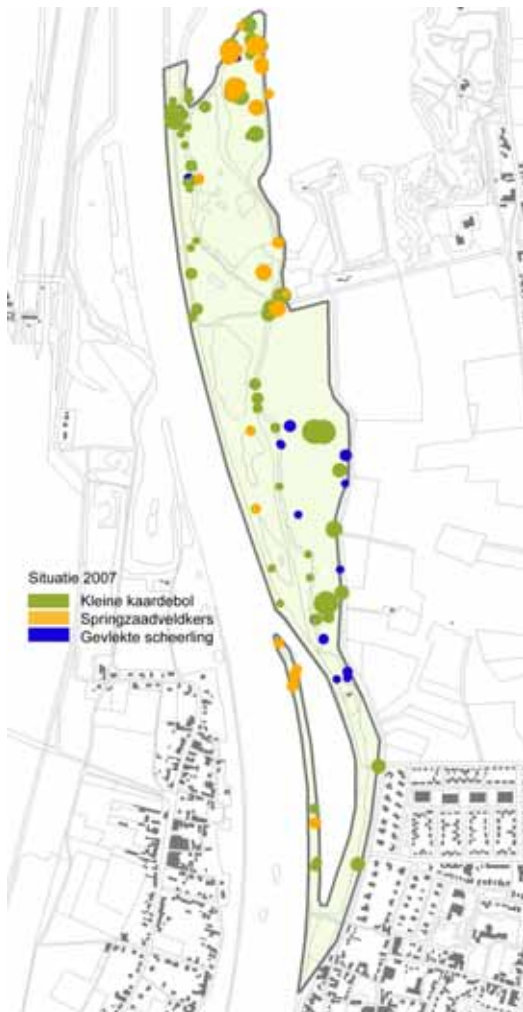 Situatie 2007
Kleine kaardebol
Springzaadveldkers
Gevlekte scheerling